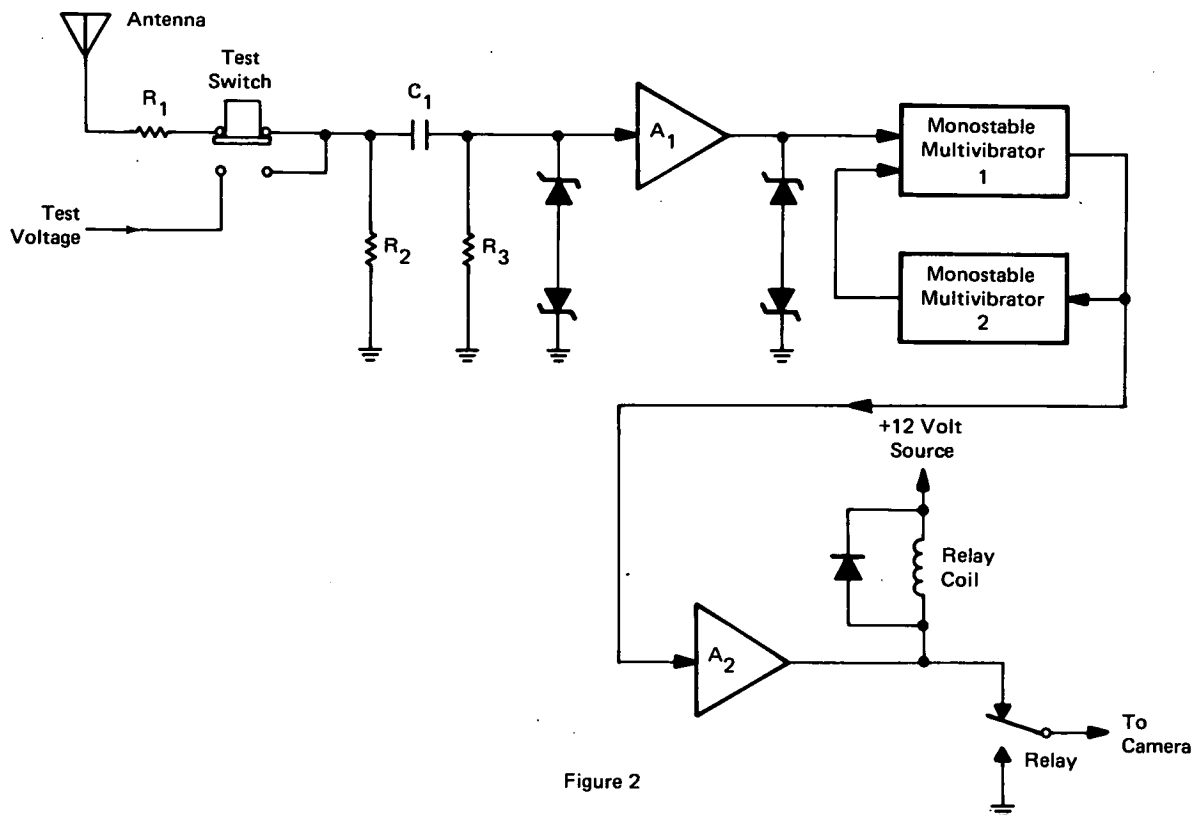 Antenna
Test
Switch
R1
C1
A1
Monostable
Multivibrator
1
Test
Voltage
R2
R3
Monostable
Multivibrator
2
+12 Volt
Source
Relay
Coil
A2
To
Camera
Relay
Figure 2